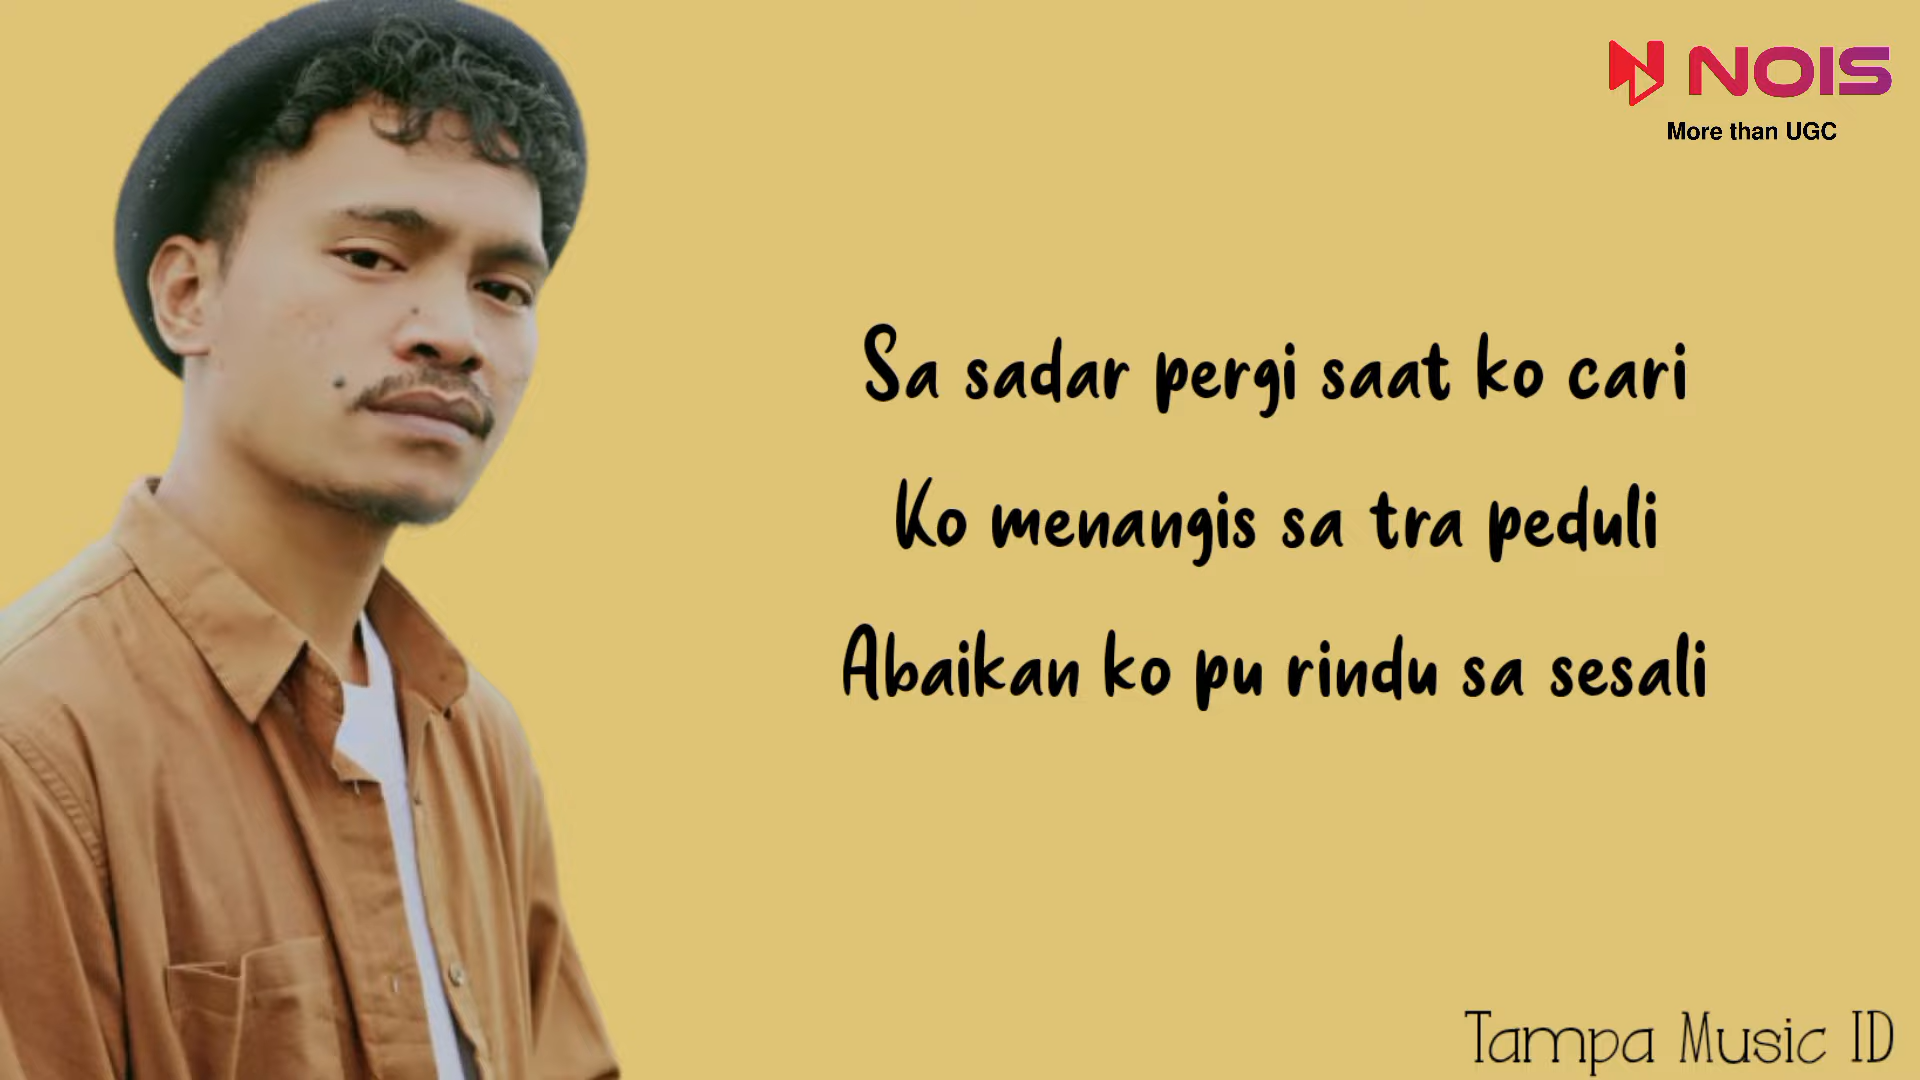 NOIS
More than UGC
Sa sadar pergi saat ko cari
Ko menangis sa tra peduli
Abaikan ko pu rindu sa sesali
Tampa Music ID